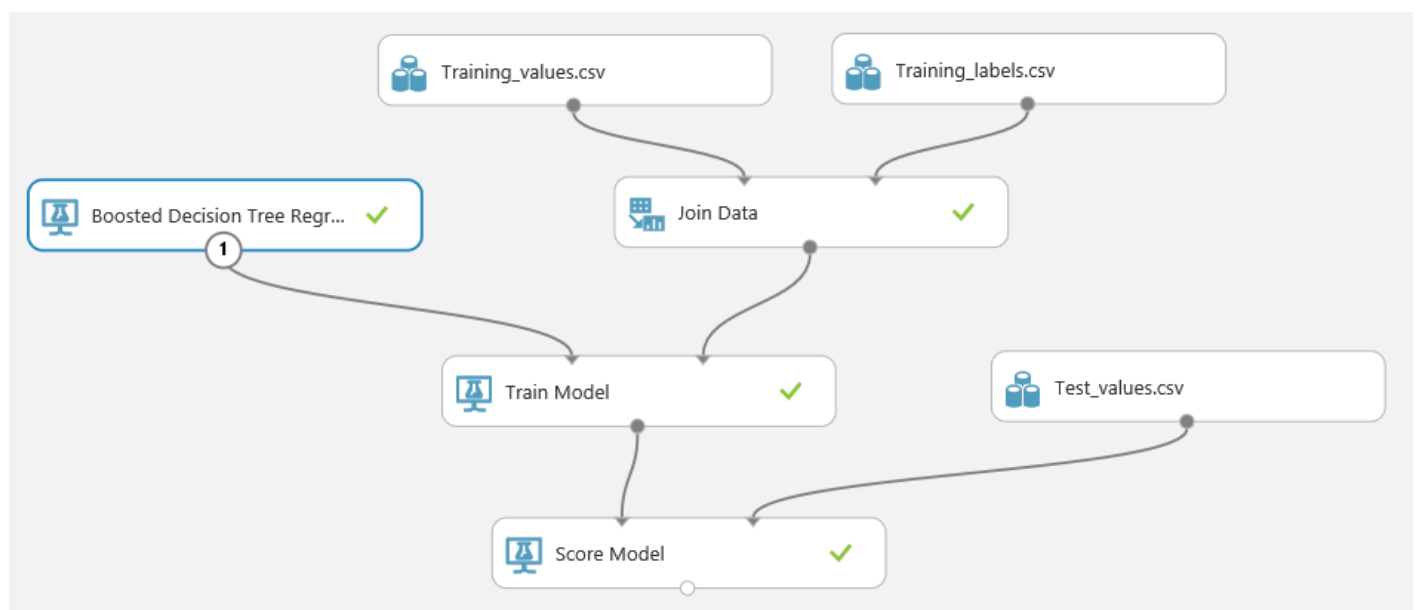 Training_values.csv
Training_labels.csv
Boosted Decision Tree Regr...
1
Join Data
Train Model
Test_values.csv
Score Model